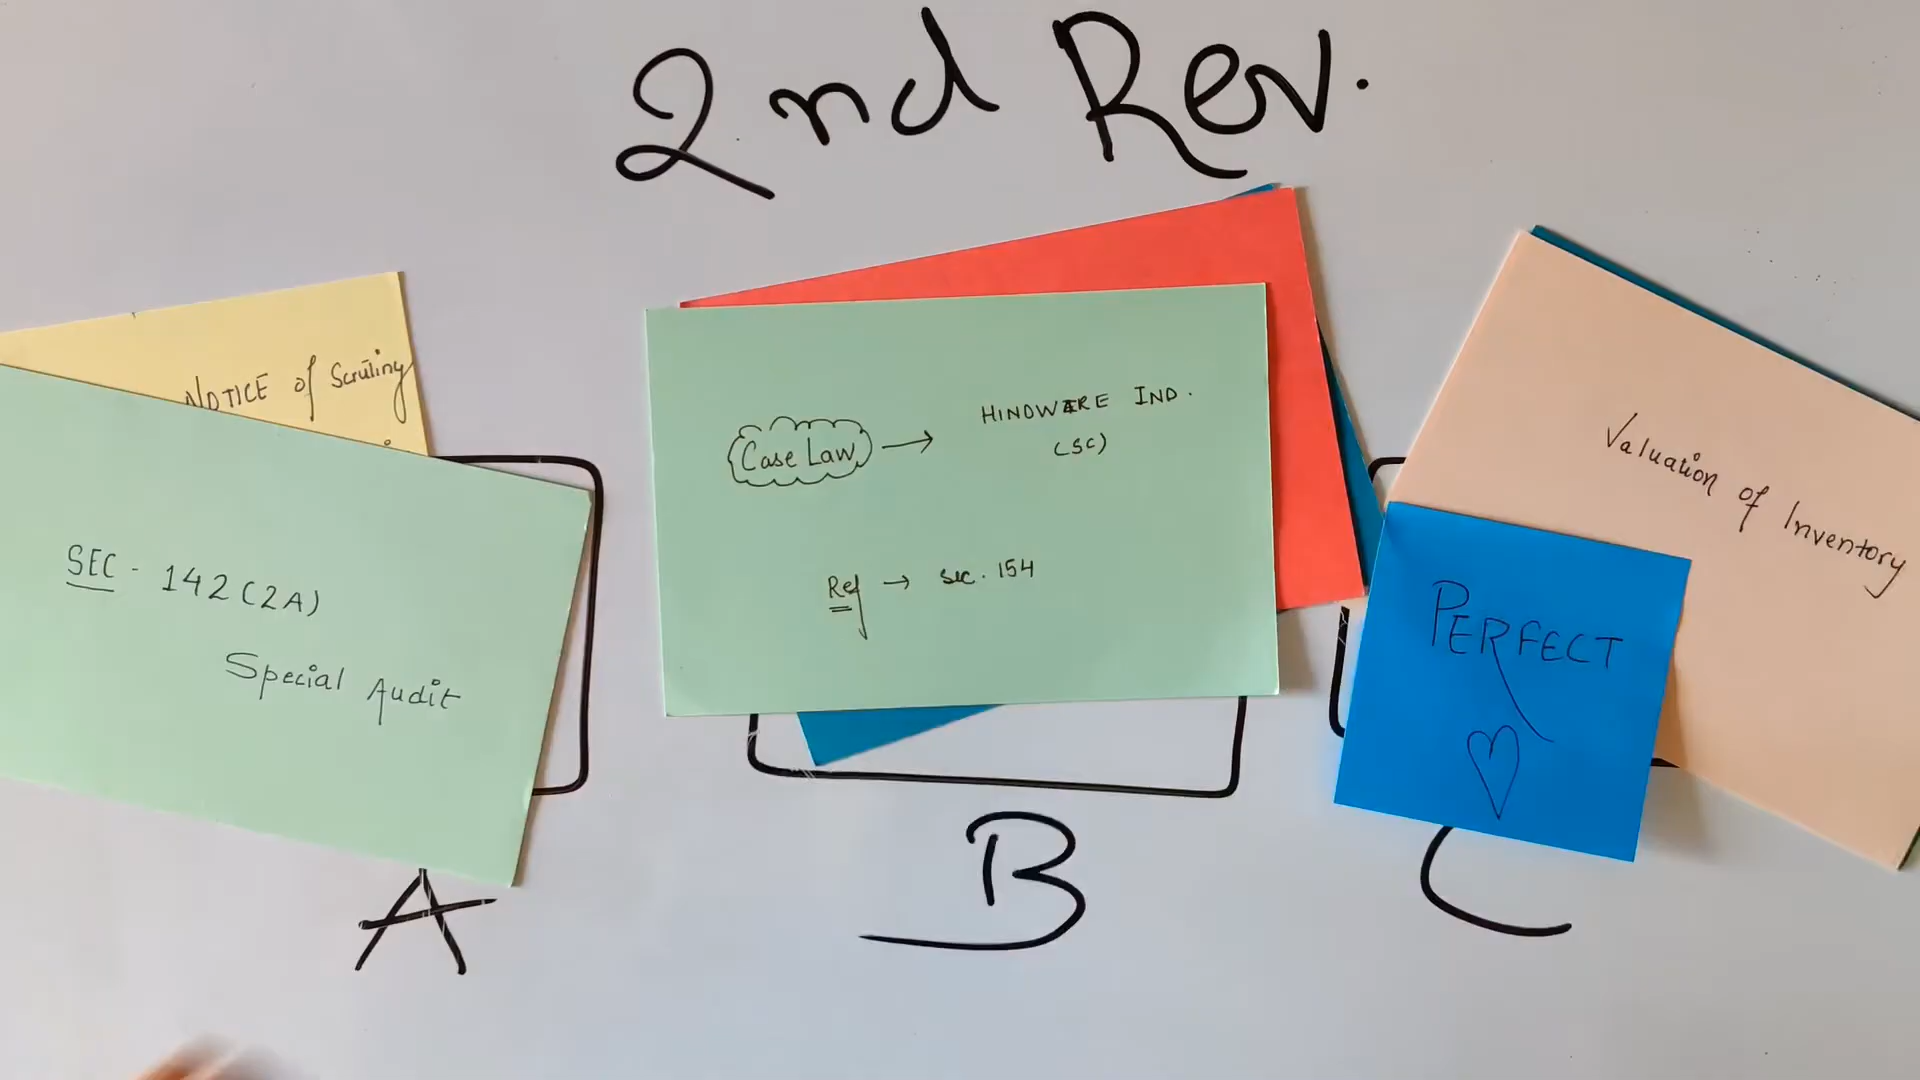 2nd Rev.
NOTICE of Scrutiny
SEC - 142(2A)
Special Audit
Case Law → HINDWARE IND.
(SC)
Ref → sec. 154
Valuation of Inventory
PERFECT
A
B
C